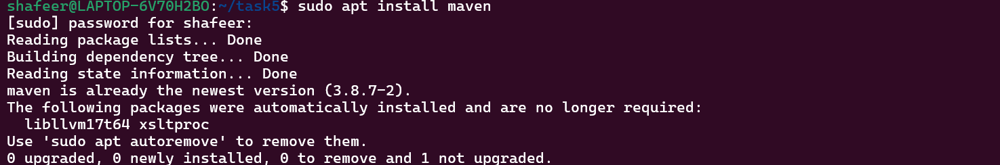 shafeer@LAPTOP-6V70H2BO:~/task5$ sudo apt install maven
[sudo] password for shafeer:
Reading package lists... Done
Building dependency tree... Done
Reading state information... Done
maven is already the newest version (3.8.7-2).
The following packages were automatically installed and are no longer required:
  libllvm17t64 xsltproc
Use 'sudo apt autoremove' to remove them.
0 upgraded, 0 newly installed, 0 to remove and 1 not upgraded.